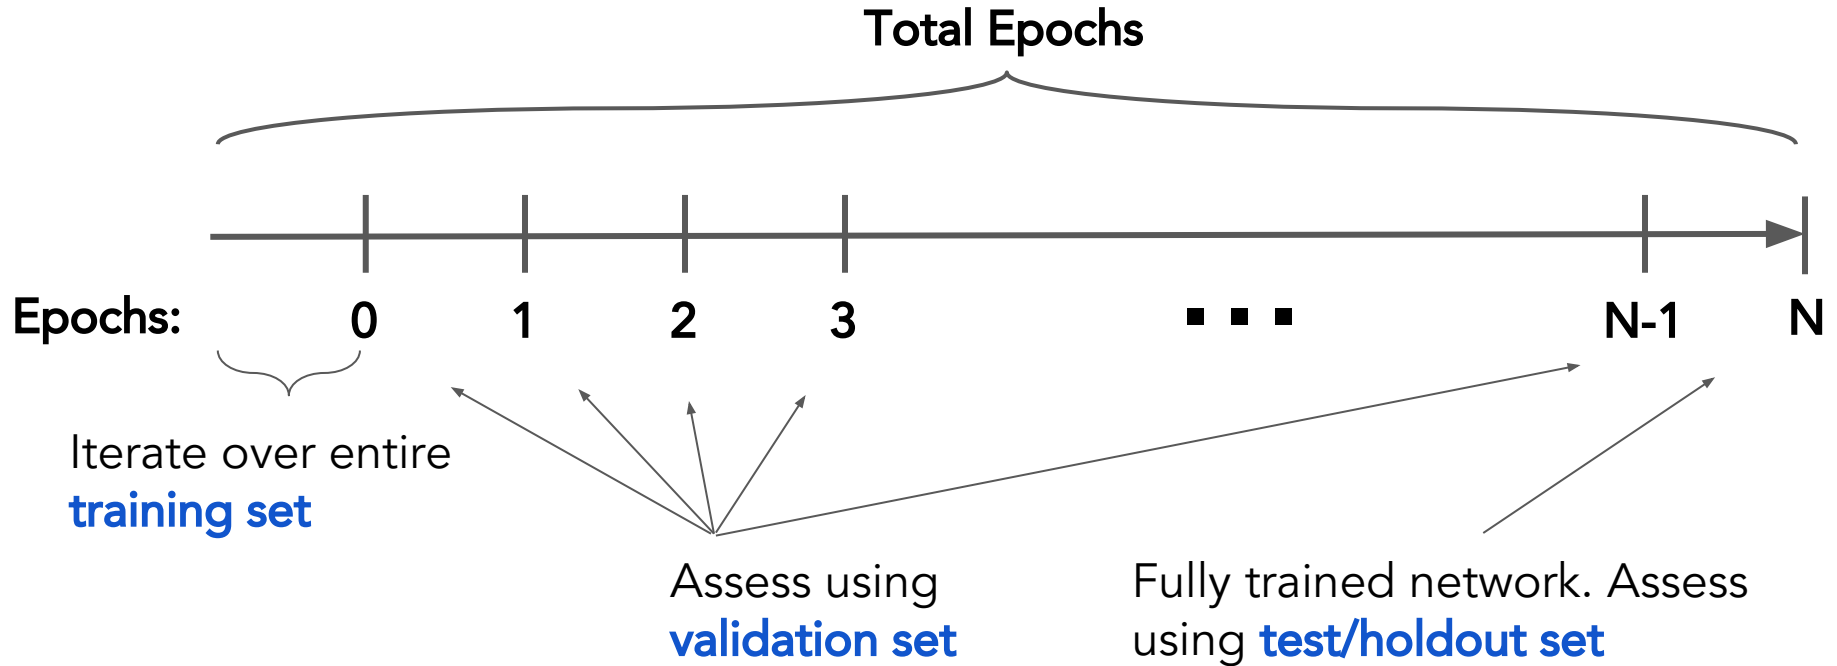 Total Epochs
Epochs: 0 1 2 3 ... N-1 N
Iterate over entire
training set
Assess using
validation set
Fully trained network. Assess
using test/holdout set